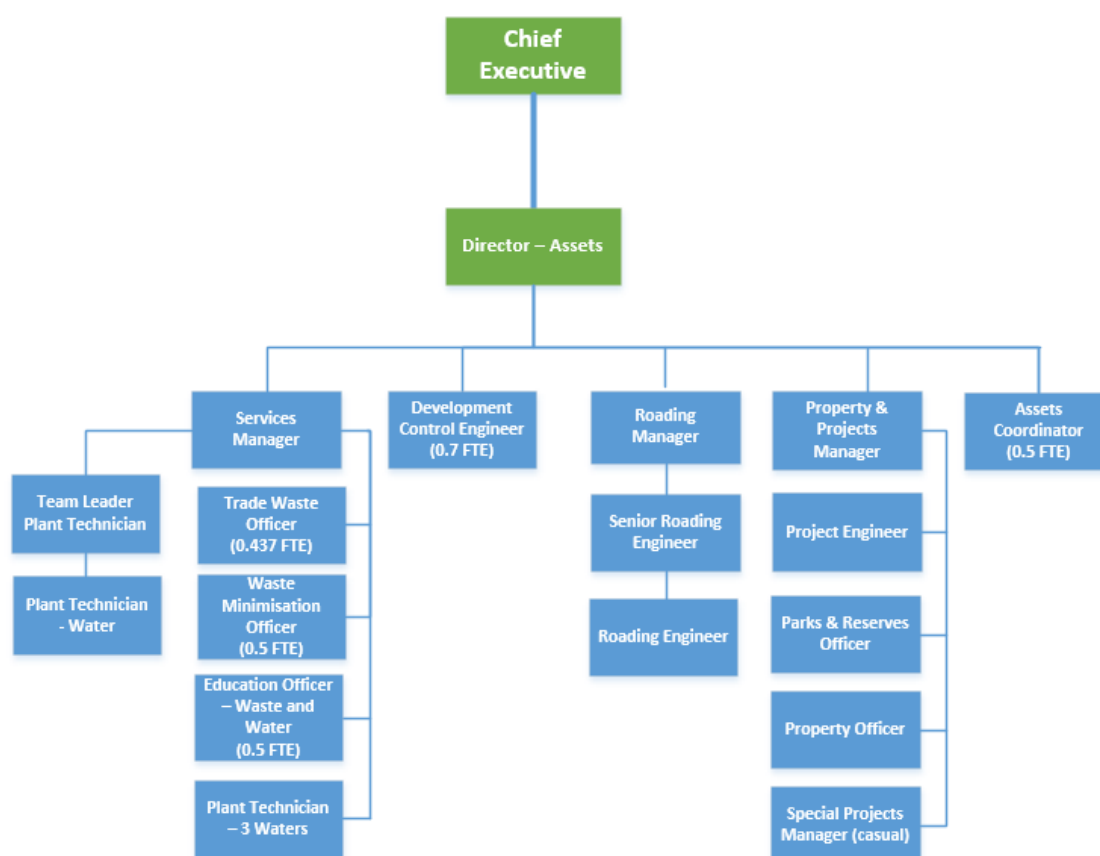 Chief
Executive
Director – Assets
Services
Manager
Development
Control Engineer
(0.7 FTE)
Roading
Manager
Property &
Projects
Manager
Assets
Coordinator
(0.5 FTE)
Team Leader
Plant Technician
Plant Technician
- Water
Trade Waste
Officer
(0.437 FTE)
Waste
Minimisation
Officer
(0.5 FTE)
Education Officer
– Waste and
Water
(0.5 FTE)
Plant Technician
– 3 Waters
Senior Roading
Engineer
Roading Engineer
Project Engineer
Parks & Reserves
Officer
Property Officer
Special Projects
Manager (casual)